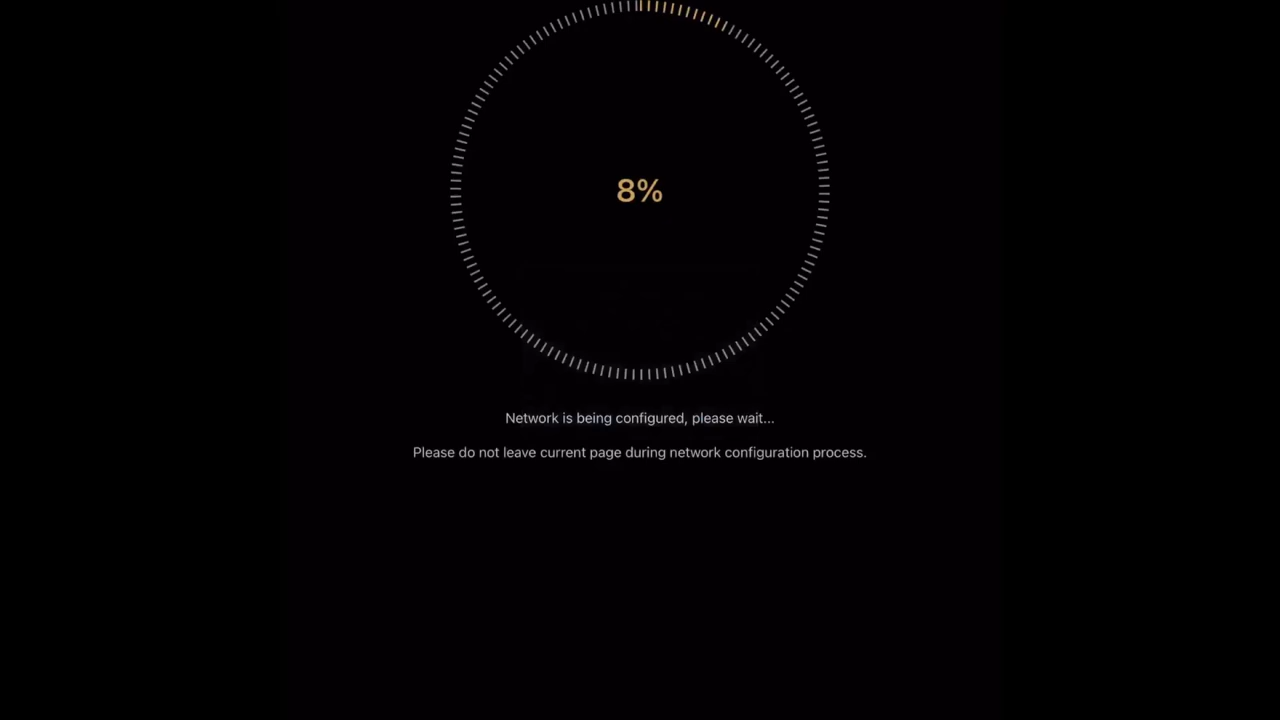 8%
Network is being configured, please wait...
Please do not leave current page during network configuration process.